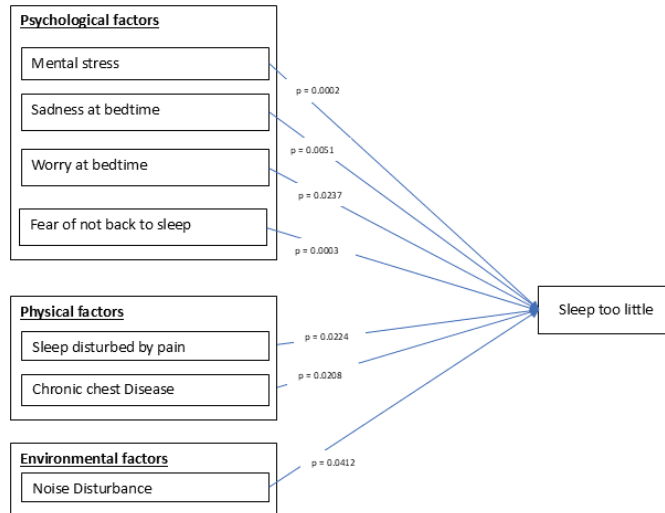 Psychological factors
Mental stress
p = 0.0002
Sadness at bedtime
p = 0.0051
Worry at bedtime
p = 0.0237
Fear of not back to sleep
p = 0.0003
Sleep too little
Physical factors
Sleep disturbed by pain
p = 0.0224
Chronic chest Disease
p = 0.0208
Environmental factors
p = 0.0412
Noise Disturbance